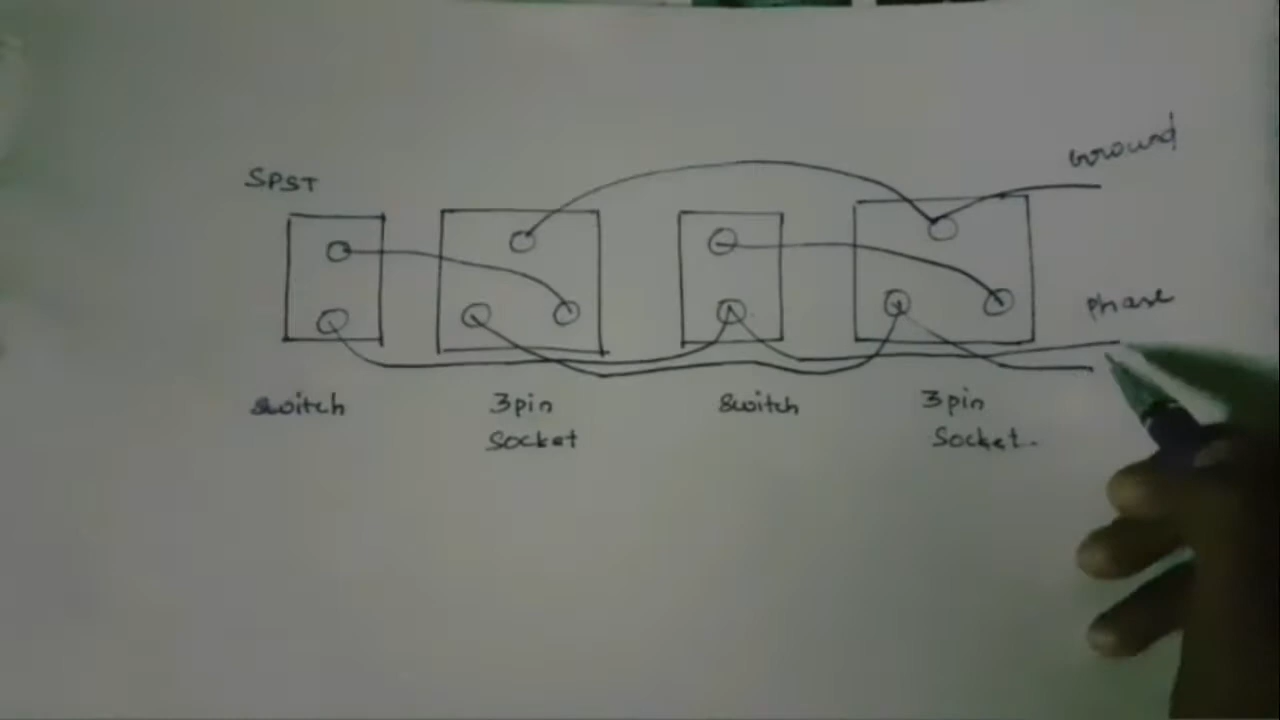 SPST
Ground
Phase
Switch
3pin
Socket
Switch
3pin
Socket.